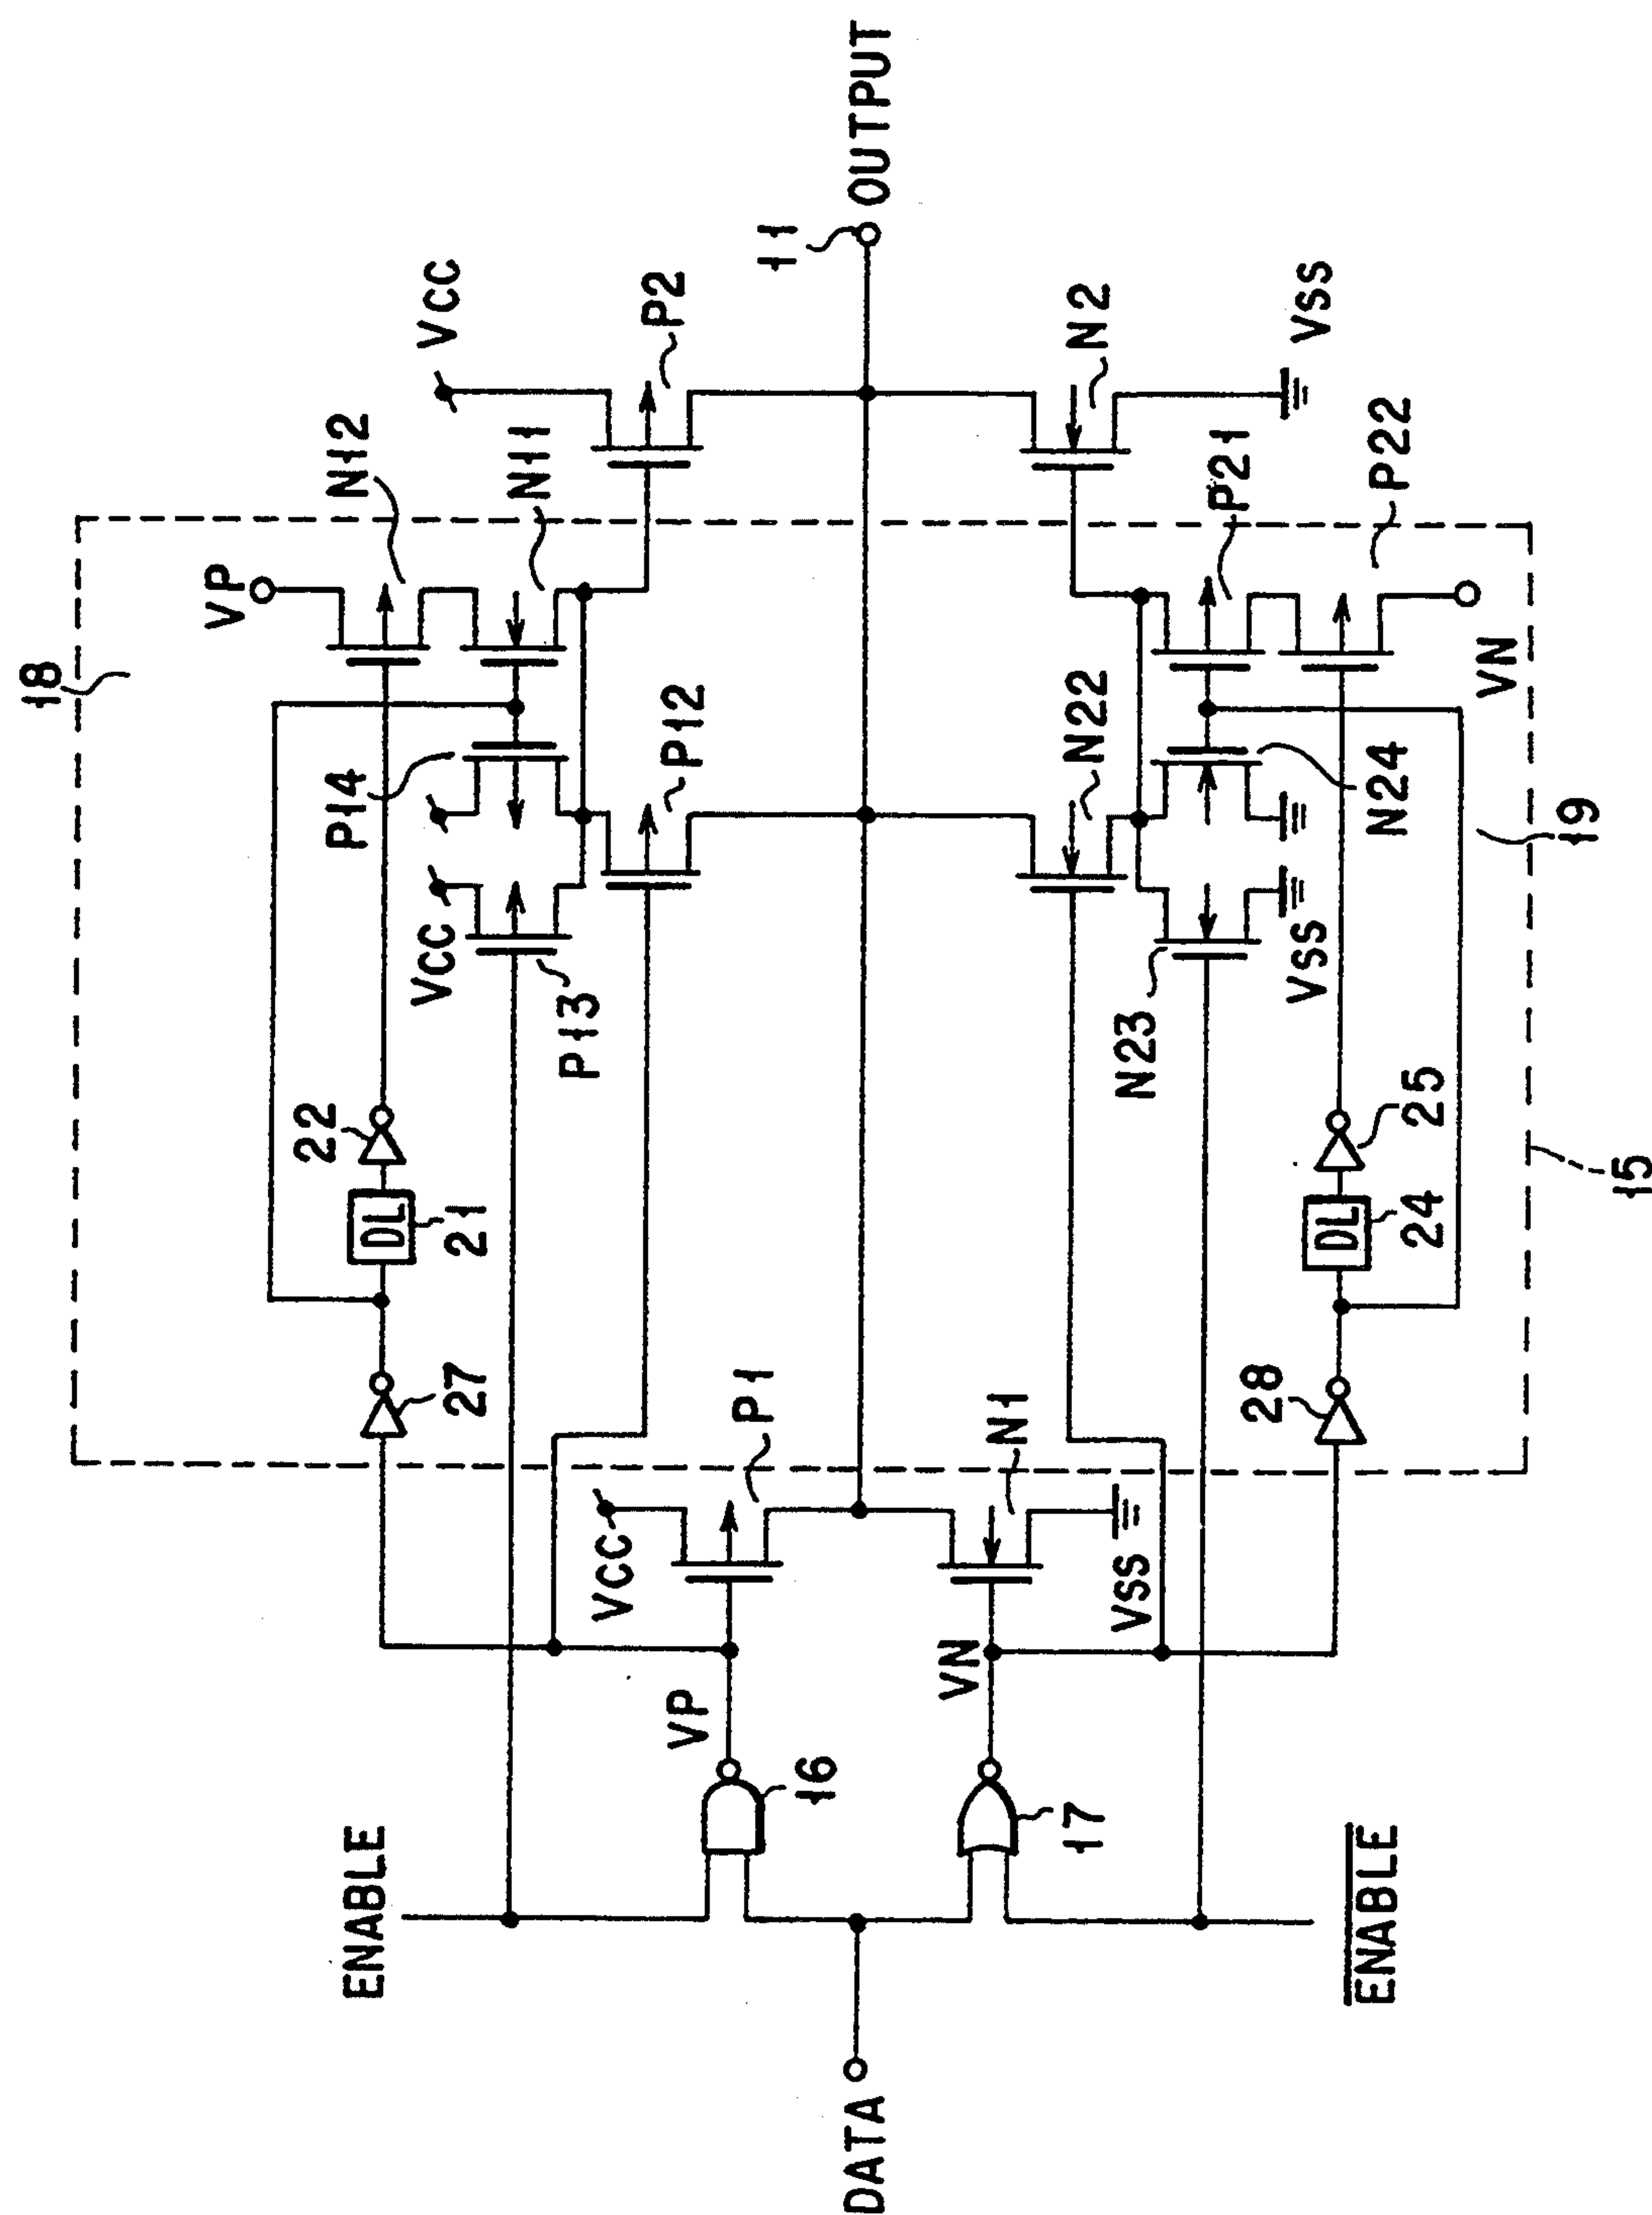 18
VP
N12
VCC
N11
P14
P2
22
VCC
P12
21
P13
27
11
OUTPUT
ENABLE
VCC
P1
VP
16
DATA
N2
N22
N1
VN
17
P21
VSS
N23
VSS
P22
N24
VN
VSS
28
24
25
ENABLE
19
15
DL
DL